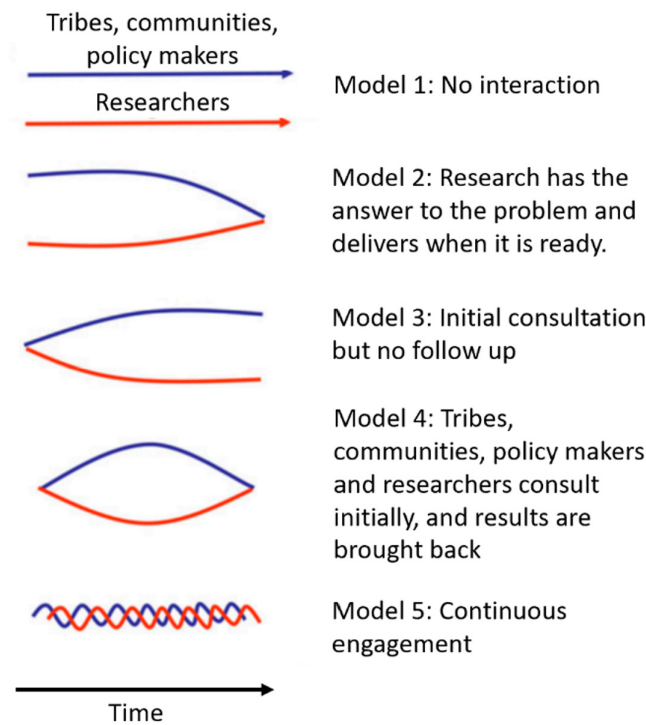 Tribes, communities,
policy makers
Researchers
Model 1: No interaction
Model 2: Research has the
answer to the problem and
delivers when it is ready.
Model 3: Initial consultation
but no follow up
Model 4: Tribes,
communities, policy makers
and researchers consult
initially, and results are
brought back
Model 5: Continuous
engagement
Time